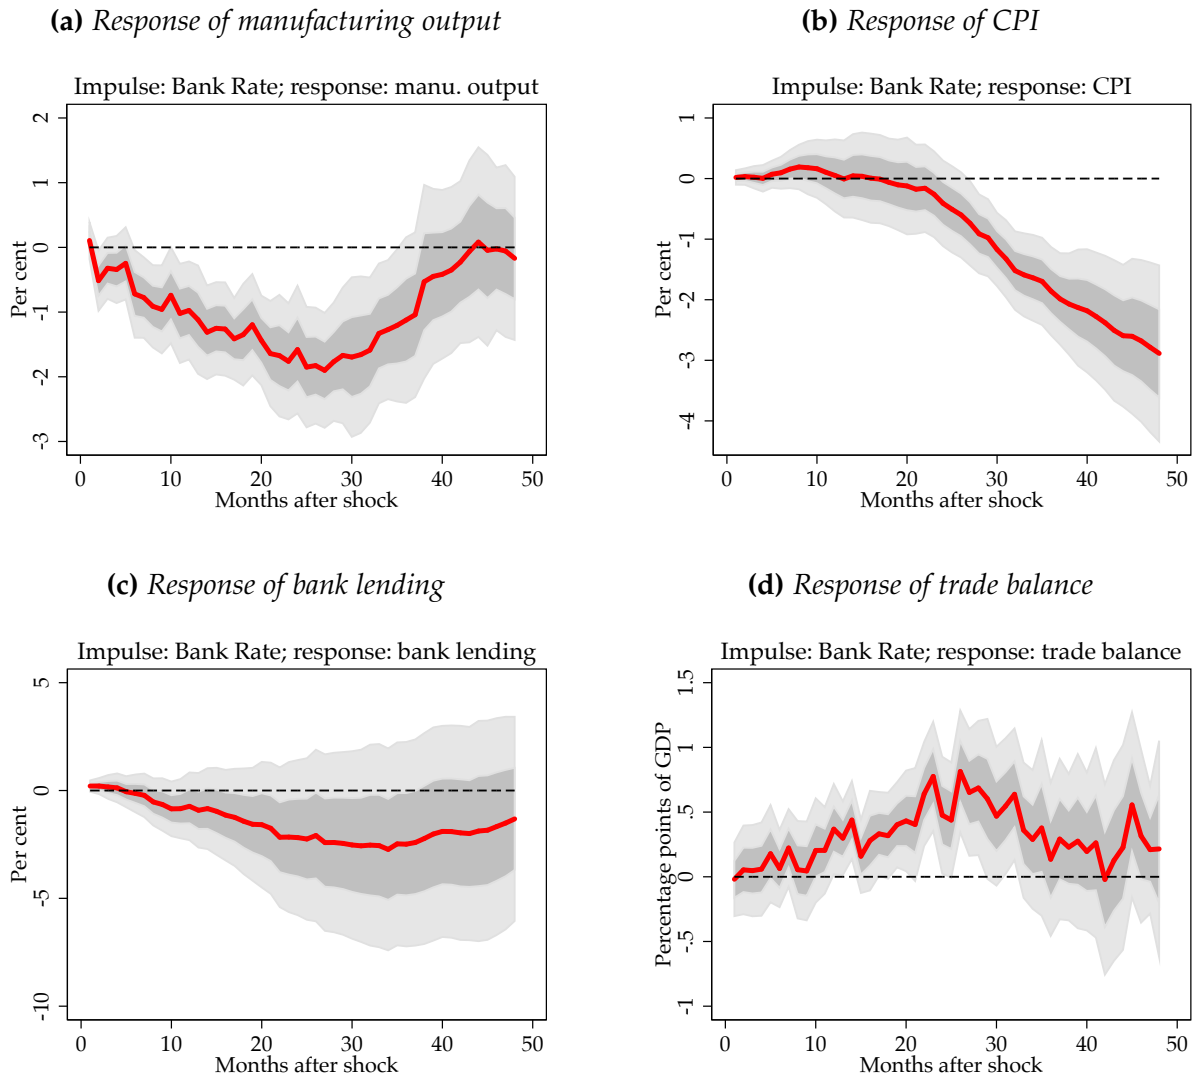 (a) Response of manufacturing output
Impulse: Bank Rate; response: manu. output
2
1
0
-1
-2
-3
Per cent
0 10 20 30 40 50
Months after shock
(b) Response of CPI
Impulse: Bank Rate; response: CPI
1
0
-1
-2
-3
-4
Per cent
0 10 20 30 40 50
Months after shock
(c) Response of bank lending
Impulse: Bank Rate; response: bank lending
5
0
-5
-10
Per cent
0 10 20 30 40 50
Months after shock
(d) Response of trade balance
Impulse: Bank Rate; response: trade balance
1.5
1
.5
0
-.5
-1
Percentage points of GDP
0 10 20 30 40 50
Months after shock